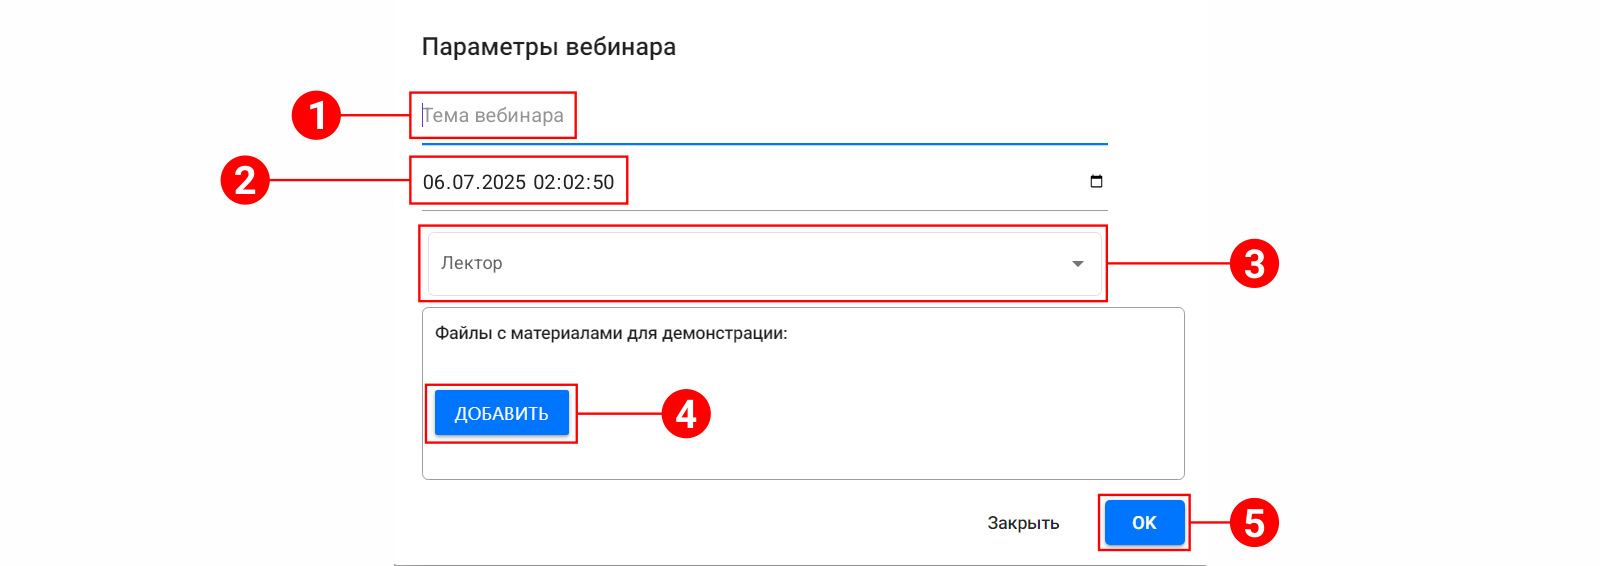 Параметры вебинара
1
Тема вебинара
2
06.07.2025 02:02:50
Лектор
3
Файлы с материалами для демонстрации:
ДОБАВИТЬ
4
Закрыть
OK
5